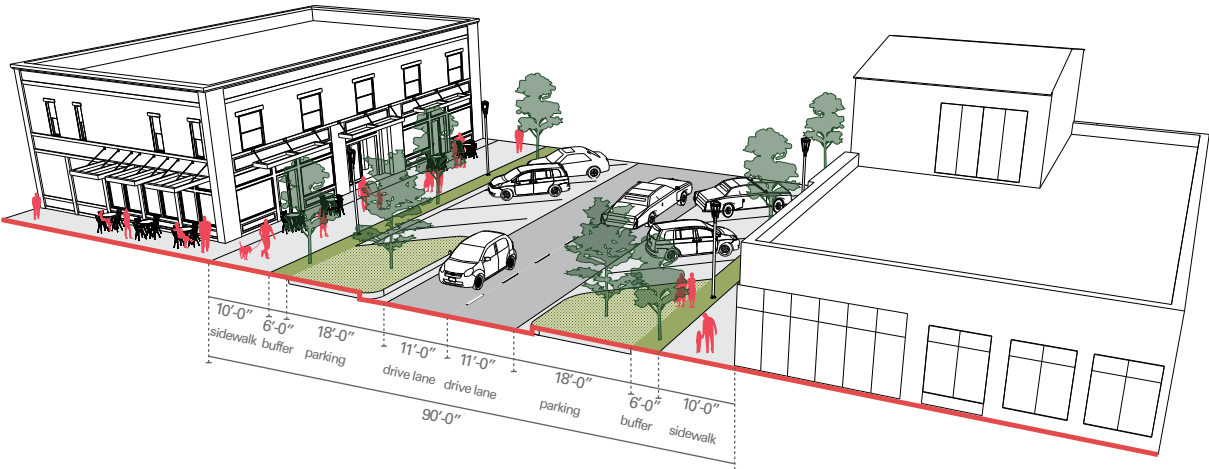 10'-0"
sidewalk
6'-0"
buffer
18'-0"
parking
11'-0"
drive lane
11'-0"
drive lane
18'-0"
parking
6'-0"
buffer
10'-0"
sidewalk
90'-0"